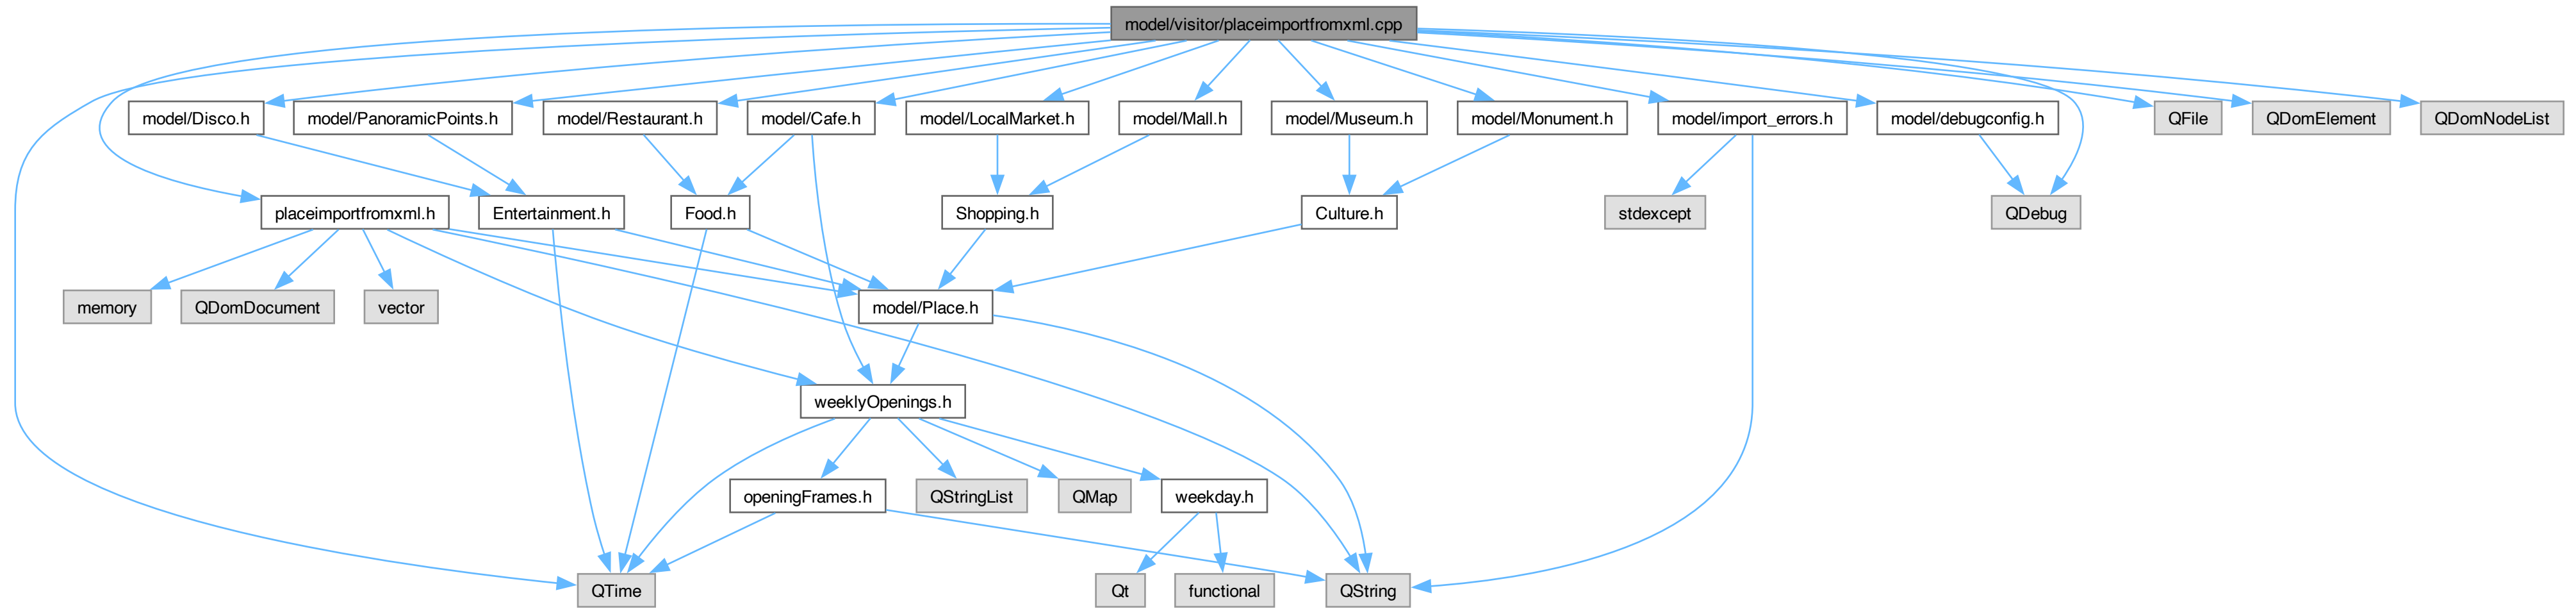 model/visitor/placeimportfromxml.cpp
model/Disco.h
model/PanoramicPoints.h
model/Restaurant.h
model/Cafe.h
model/LocalMarket.h
model/Mall.h
model/Museum.h
model/Monument.h
model/import_errors.h
model/debugconfig.h
QFile
QDomElement
QDomNodeList
placeimportfromxml.h
Entertainment.h
Food.h
Shopping.h
Culture.h
stdexcept
QDebug
memory
QDomDocument
vector
model/Place.h
weeklyOpenings.h
openingFrames.h
QStringList
QMap
weekday.h
QTime
Qt
functional
QString